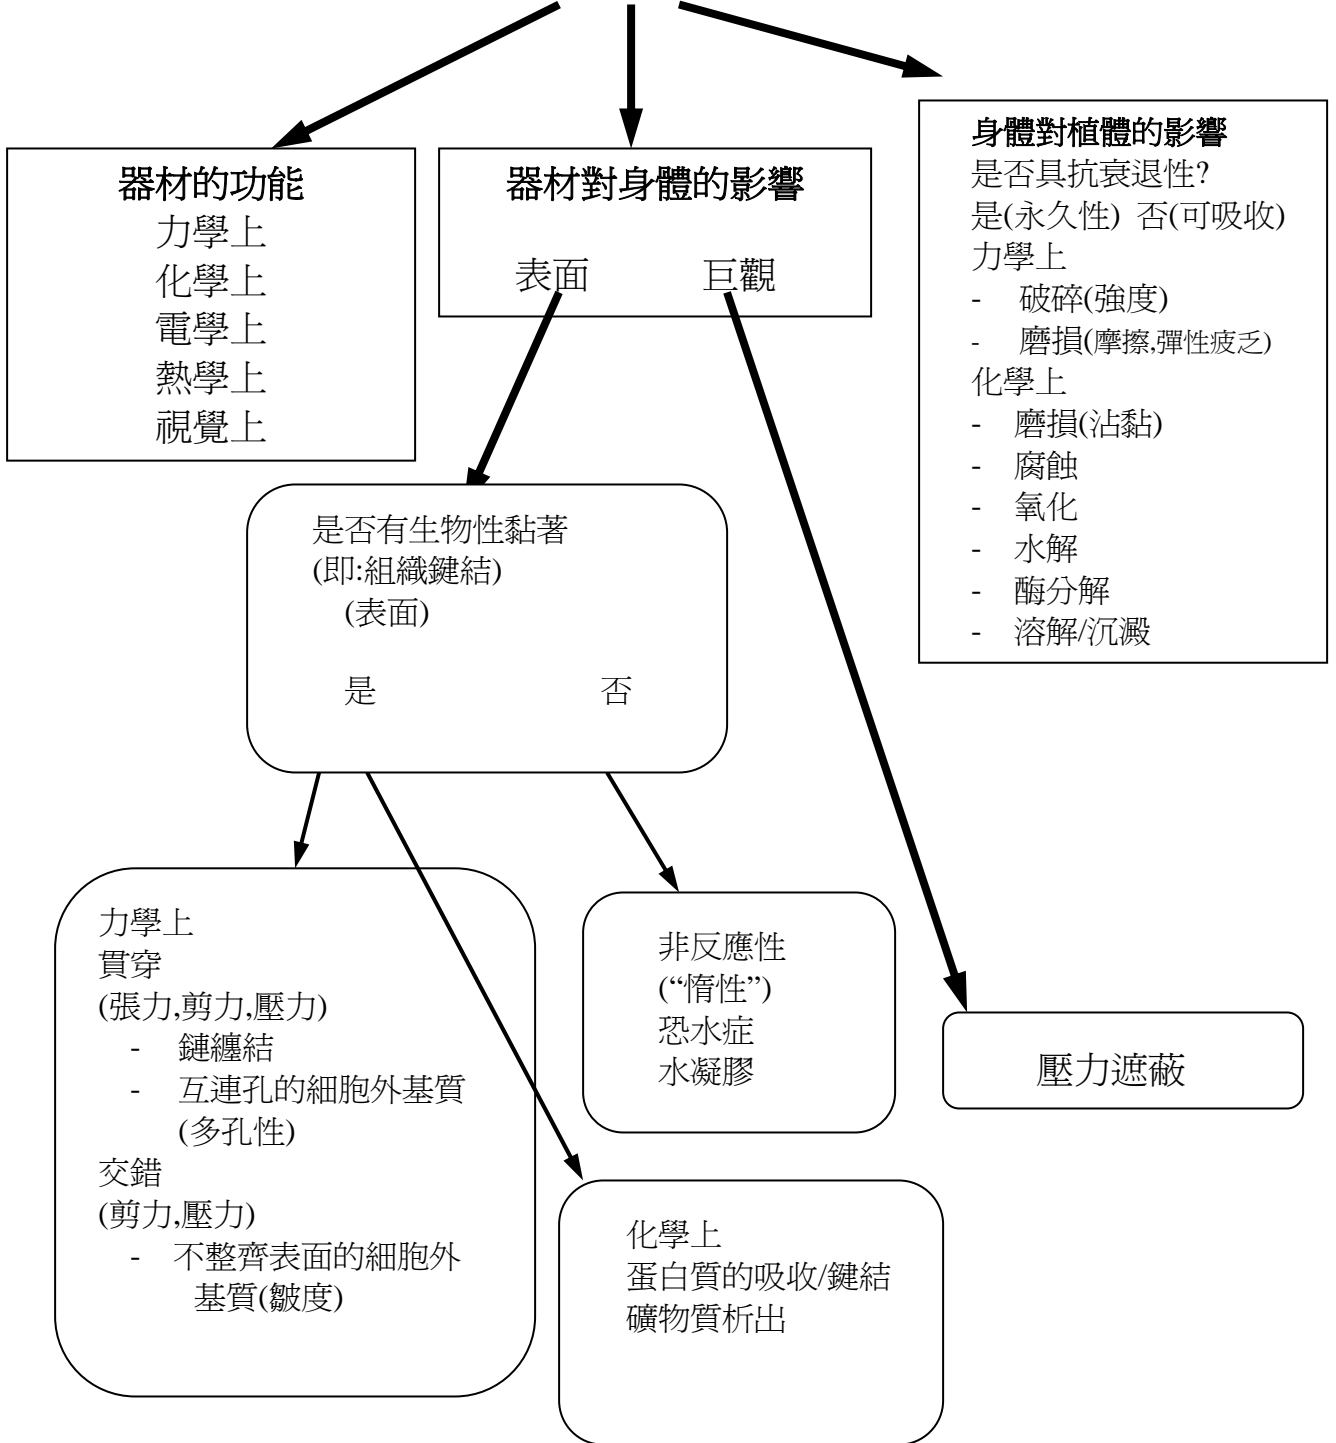 器材的功能
力學上
化學上
電學上
熱學上
視覺上
器材對身體的影響
表面 巨觀
身體對植體的影響
是否具抗衰退性?
是(永久性) 否(可吸收)
力學上
- 破碎(強度)
- 磨損(摩擦,彈性疲乏)
化學上
- 磨損(沾黏)
- 腐蝕
- 氧化
- 水解
- 酶分解
- 溶解/沉澱
是否有生物性黏著
(即:組織鍵結)
(表面)
是 否
力學上
貫穿
(張力,剪力,壓力)
- 鏈纏結
- 互連孔的細胞外基質
(多孔性)
交錯
(剪力,壓力)
- 不整齊表面的細胞外
基質(皺度)
非反應性
(“惰性”)
恐水症
水凝膠
壓力遮蔽
化學上
蛋白質的吸收/鍵結
礦物質析出